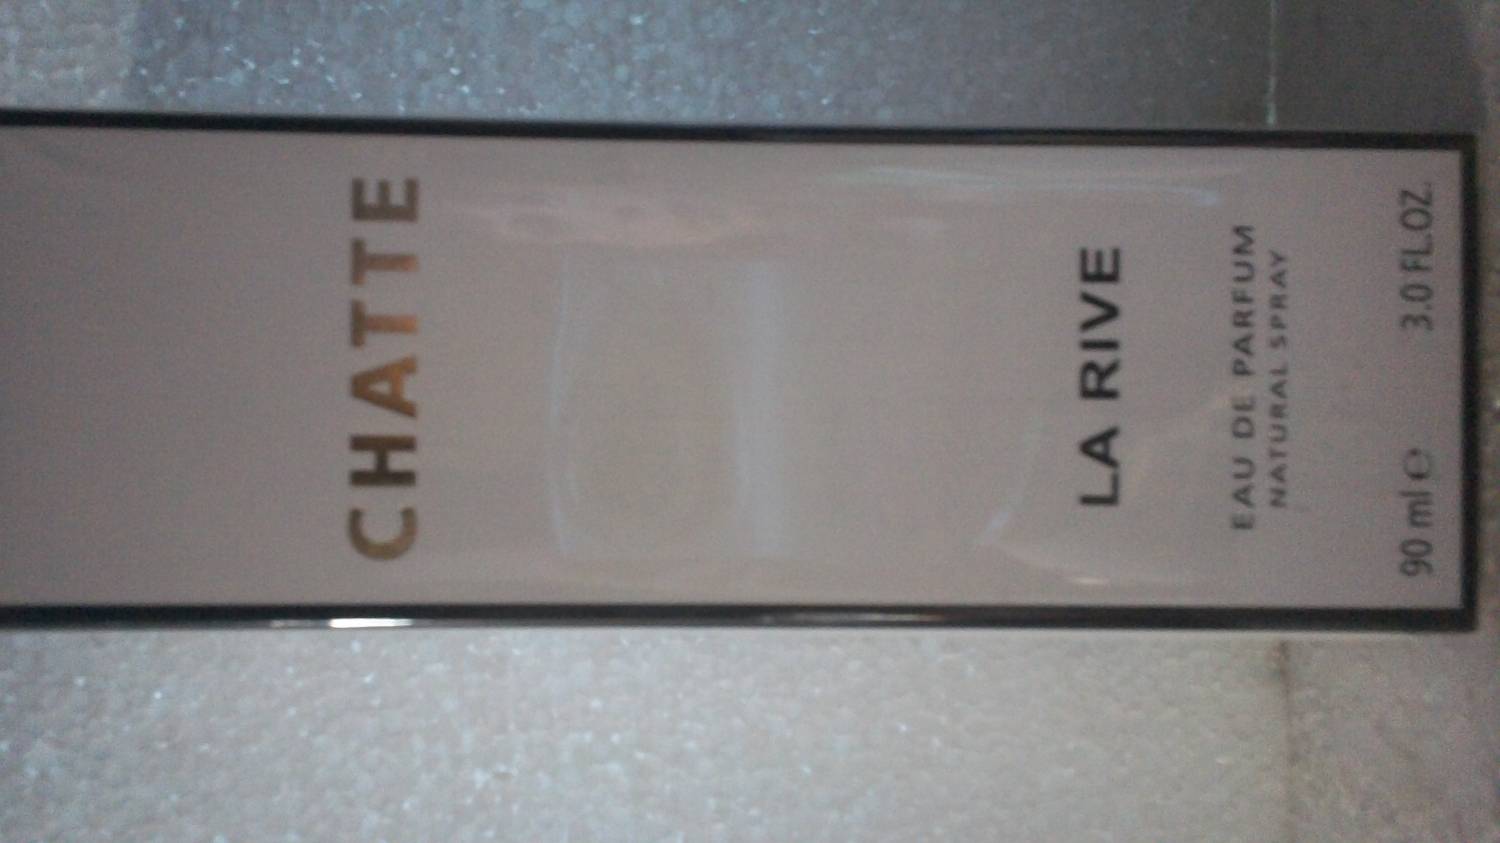 CHATTE
LA RIVE
EAU DE PARFUM
NATURAL SPRAY
90 ml ℮ 3.0 FL.OZ.